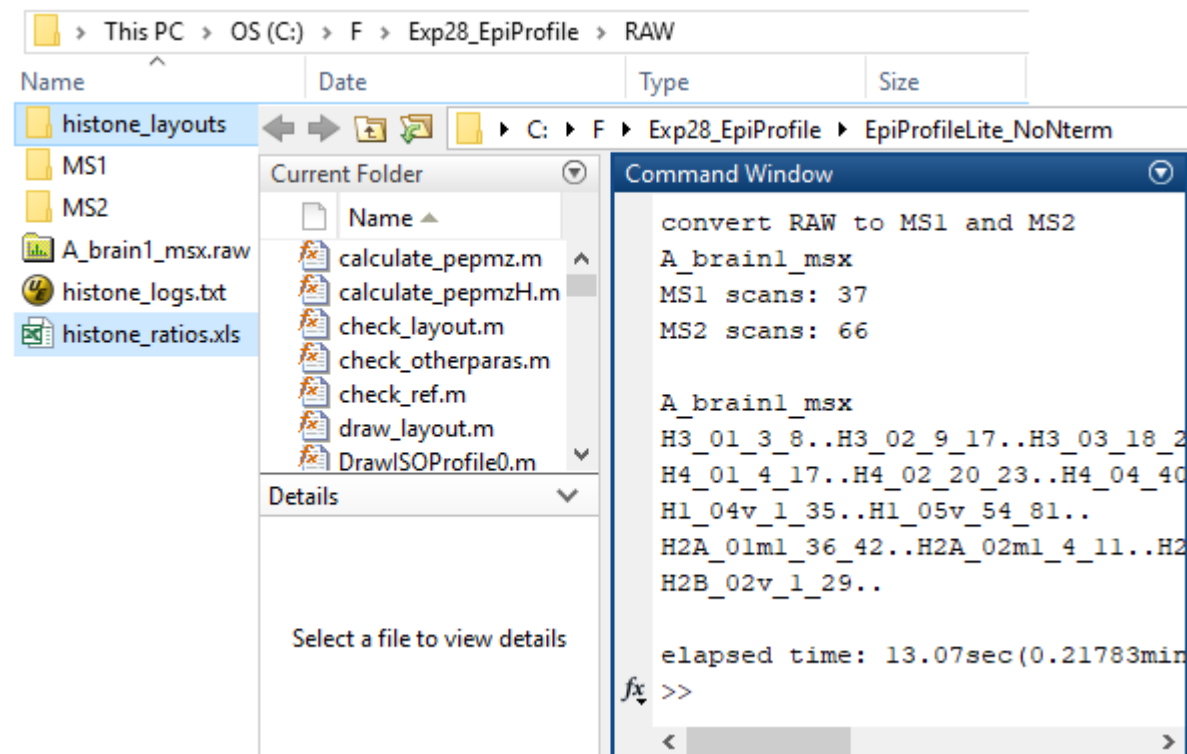 This PC > OS (C:) > F > Exp28_EpiProfile > RAW
Name Date Type Size
histone_layouts
MS1
MS2
A_brain1_msx.raw
histone_logs.txt
histone_ratios.xls
C: ▸ F ▸ Exp28_EpiProfile ▸ EpiProfileLite_NoNterm
Current Folder
Name
calculate_pepmz.m
calculate_pepmzH.m
check_layout.m
check_otherparas.m
check_ref.m
draw_layout.m
DrawISOProfile0.m
Details
Select a file to view details
Command Window
convert RAW to MS1 and MS2
A_brain1_msx
MS1 scans: 37
MS2 scans: 66
A_brain1_msx
H3_01_3_8..H3_02_9_17..H3_03_18_2
H4_01_4_17..H4_02_20_23..H4_04_40
H1_04v_1_35..H1_05v_54_81..
H2A_01m1_36_42..H2A_02m1_4_11..H2
H2B_02v_1_29..
elapsed time: 13.07sec(0.21783min
fx >>